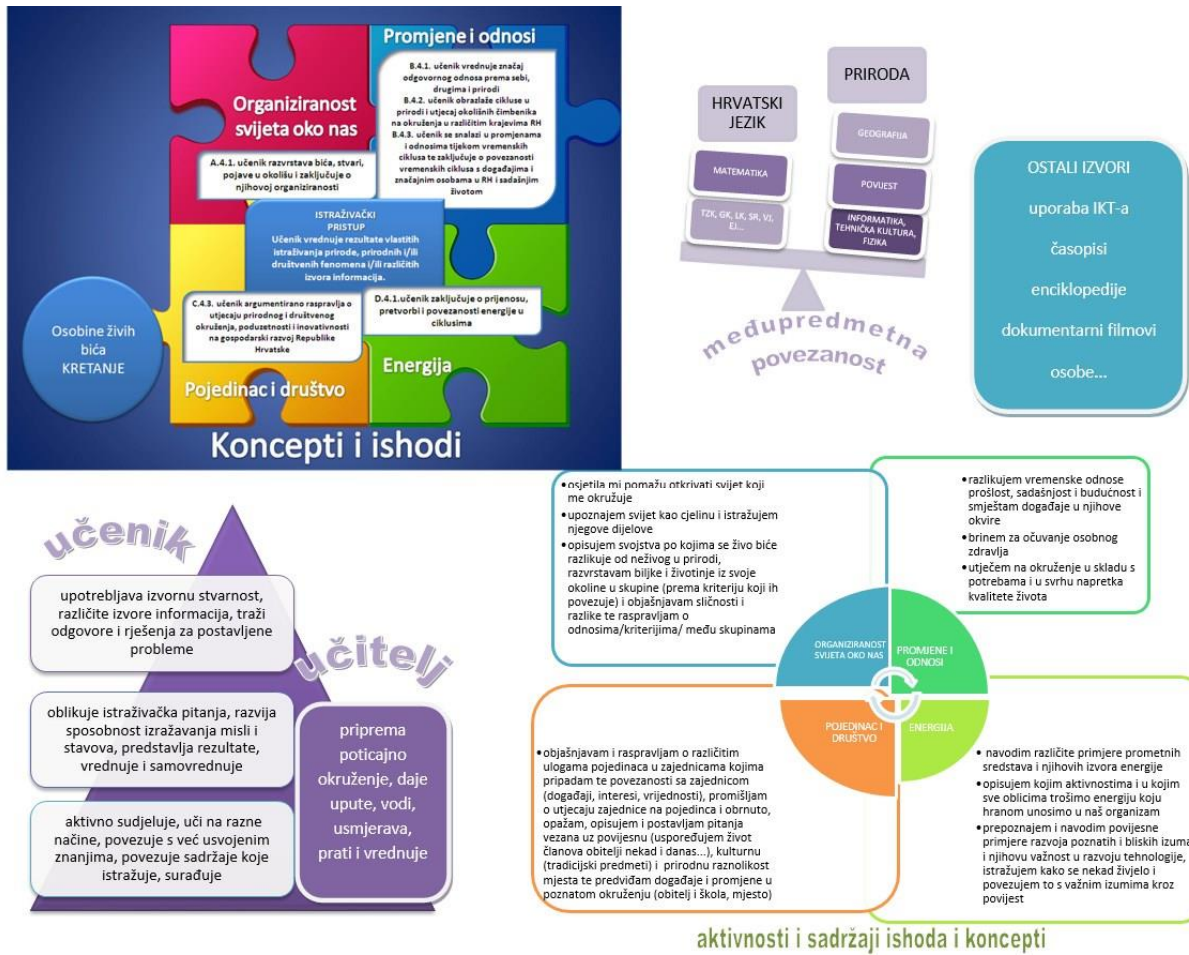 Promjene i odnosi
B.4.1. učenik vrednuje značaj
odgovornog odnosa prema sebi,
drugima i prirodi
B.4.2. učenik obrazlaže cikluse u
prirodi i utjecaj okolišnih čimbenika
na okruženja u različitim krajevima RH
B.4.3. učenik se snalazi u promjenama
i odnosima tijekom vremenskih
ciklusa te zaključuje o povezanosti
vremenskih ciklusa s događajima i
značajnim osobama u RH i sadašnjim
životom
Organiziranost
svijeta oko nas
A.4.1. učenik razvrstava bića, stvari,
pojave u okolišu i zaključuje o
njihovoj organiziranosti
ISTRAŽIVAČKI
PRISTUP
Učenik vrednuje rezultate vlastitih
istraživanja prirode, prirodnih i/ili
društvenih fenomena i/ili različitih
izvora informacija.
C.4.3. učenik argumentirano raspravlja o
utjecaju prirodnog i društvenog
okruženja, poduzetnosti i inovativnosti
na gospodarski razvoj Republike
Hrvatske
D.4.1.učenik zaključuje o prijenosu,
pretvorbi i povezanosti energije u
ciklusima
Osobine živih
bića
KRETANJE
Pojedinac i društvo
Energija
Koncepti i ishodi
HRVATSKI
JEZIK
MATEMATIKA
TZK, GK, LK, SR, VJ,
EJ...
PRIRODA
GEOGRAFIJA
POVIJEST
INFORMATIKA,
TEHNIČKA KULTURA,
FIZIKA
međupredmetna
povezanost
OSTALI IZVORI
uporaba IKT-a
časopisi
enciklopedije
dokumentarni filmovi
osobe...
učenik
upotrebljava izvornu stvarnost,
različite izvore informacija, traži
odgovore i rješenja za postavljene
probleme
oblikuje istraživačka pitanja, razvija
sposobnost izražavanja misli i
stavova, predstavlja rezultate,
vrednuje i samovrednuje
aktivno sudjeluje, uči na razne
načine, povezuje s već usvojenim
znanjima, povezuje sadržaje koje
istražuje, surađuje
učitelj
priprema
poticajno
okruženje, daje
upute, vodi,
usmjerava,
prati i vrednuje
•osjetila mi pomažu otkrivati svijet koji
me okružuje
•upoznajem svijet kao cjelinu i istražujem
njegove dijelove
•opisujem svojstva po kojima se živo biće
razlikuje od neživog u prirodi,
razvrstavam biljke i životinje iz svoje
okoline u skupine (prema kriteriju koji ih
povezuje) i objašnjavam sličnosti i
razlike te raspravljam o
odnosima/kriterijima/ među skupinama
•razlikujem vremenske odnose
prošlost, sadašnjost i budućnost i
smještam događaje u njihove
okvire
•brinem za očuvanje osobnog
zdravlja
•utječem na okruženje u skladu s
potrebama i u svrhu napretka
kvalitete života
ORGANIZIRANOST
SVIJETA OKO NAS
PROMJENE I
ODNOSI
POJEDINAC I
DRUŠTVO
ENERGIJA
•objašnjavam i raspravljam o različitim
ulogama pojedinaca u zajednicama kojima
pripadam te povezanosti sa zajednicom
(događaji, interesi, vrijednosti), promišljam
o utjecaju zajednice na pojedinca i obrnuto,
opažam, opisujem i postavljam pitanja
vezana uz povijesnu (uspoređujem život
članova obitelji nekad i danas...), kulturnu
(tradicijski predmeti) i prirodnu raznolikost
mjesta te predviđam događaje i promjene u
poznatom okruženju (obitelj i škola, mjesto)
• navodim različite primjere prometnih
sredstava i njihovih izvora energije
•opisujem kojim aktivnostima i u kojim
sve oblicima trošimo energiju koju
hranom unosimo u naš organizam
•prepoznajem i navodim povijesne
primjere razvoja poznatih i bliskih izuma
i njihovu važnost u razvoju tehnologije,
istražujem kako se nekad živjelo i
povezujem to s važnim izumima kroz
povijest
aktivnosti i sadržaji ishoda i koncepti